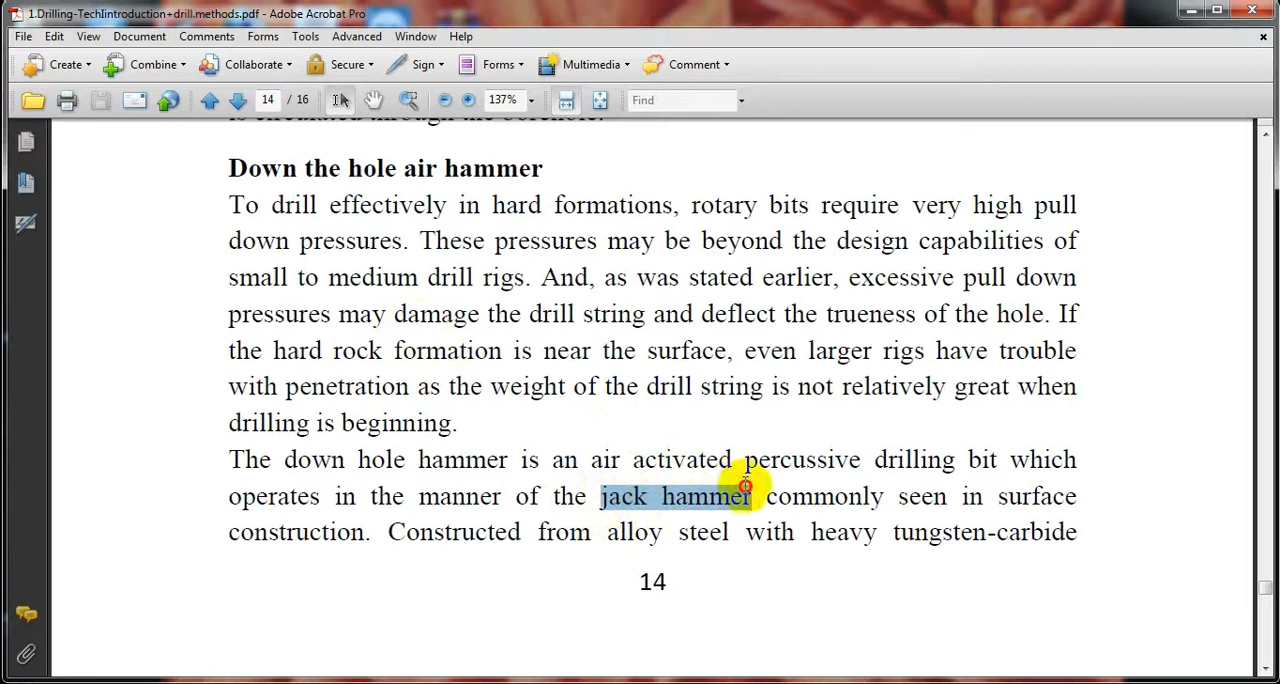 1.Drilling-TechIintroduction+drill.methods.pdf - Adobe Acrobat Pro
File Edit View Document Comments Forms Tools Advanced Window Help
Create Combine Collaborate Secure Sign Forms Multimedia Comment
14 / 16 137% Find
is circulated through the borehole.
Down the hole air hammer
To drill effectively in hard formations, rotary bits require very high pull
down pressures. These pressures may be beyond the design capabilities of
small to medium drill rigs. And, as was stated earlier, excessive pull down
pressures may damage the drill string and deflect the trueness of the hole. If
the hard rock formation is near the surface, even larger rigs have trouble
with penetration as the weight of the drill string is not relatively great when
drilling is beginning.
The down hole hammer is an air activated percussive drilling bit which
operates in the manner of the jack hammer commonly seen in surface
construction. Constructed from alloy steel with heavy tungsten-carbide
14